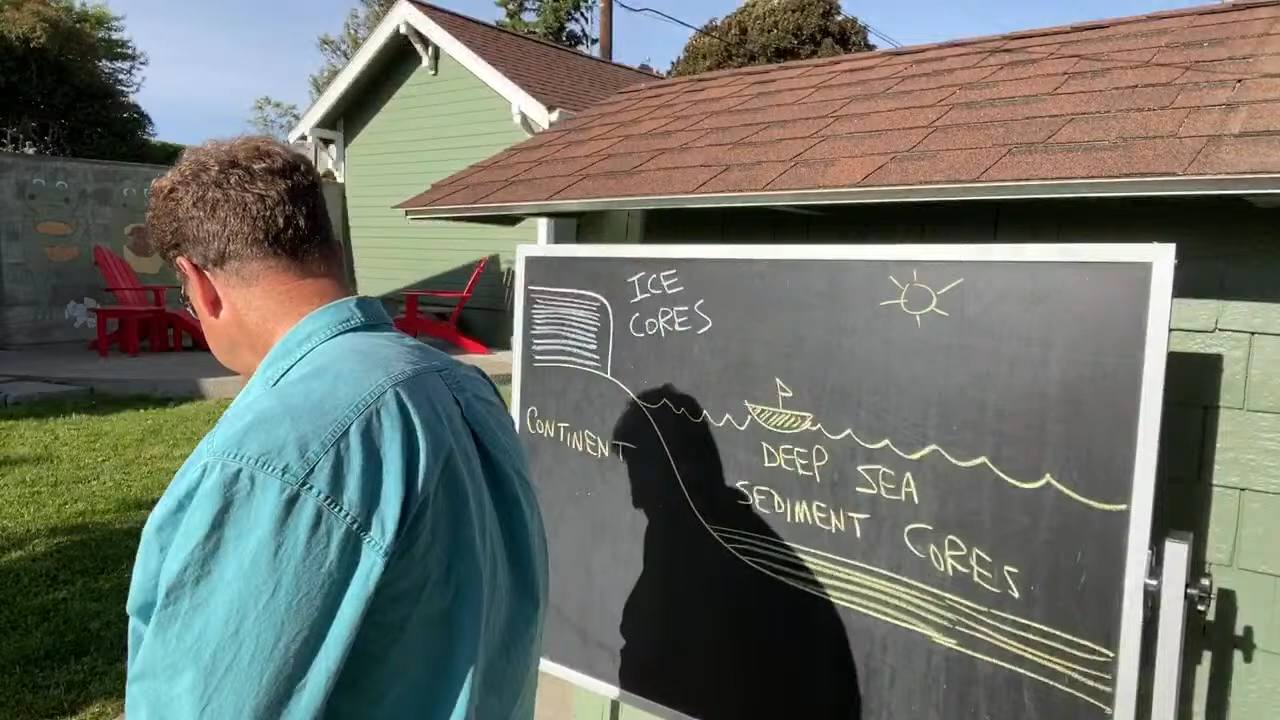 ICE
CORES
CONTINENT
DEEP SEA
SEDIMENT CORES